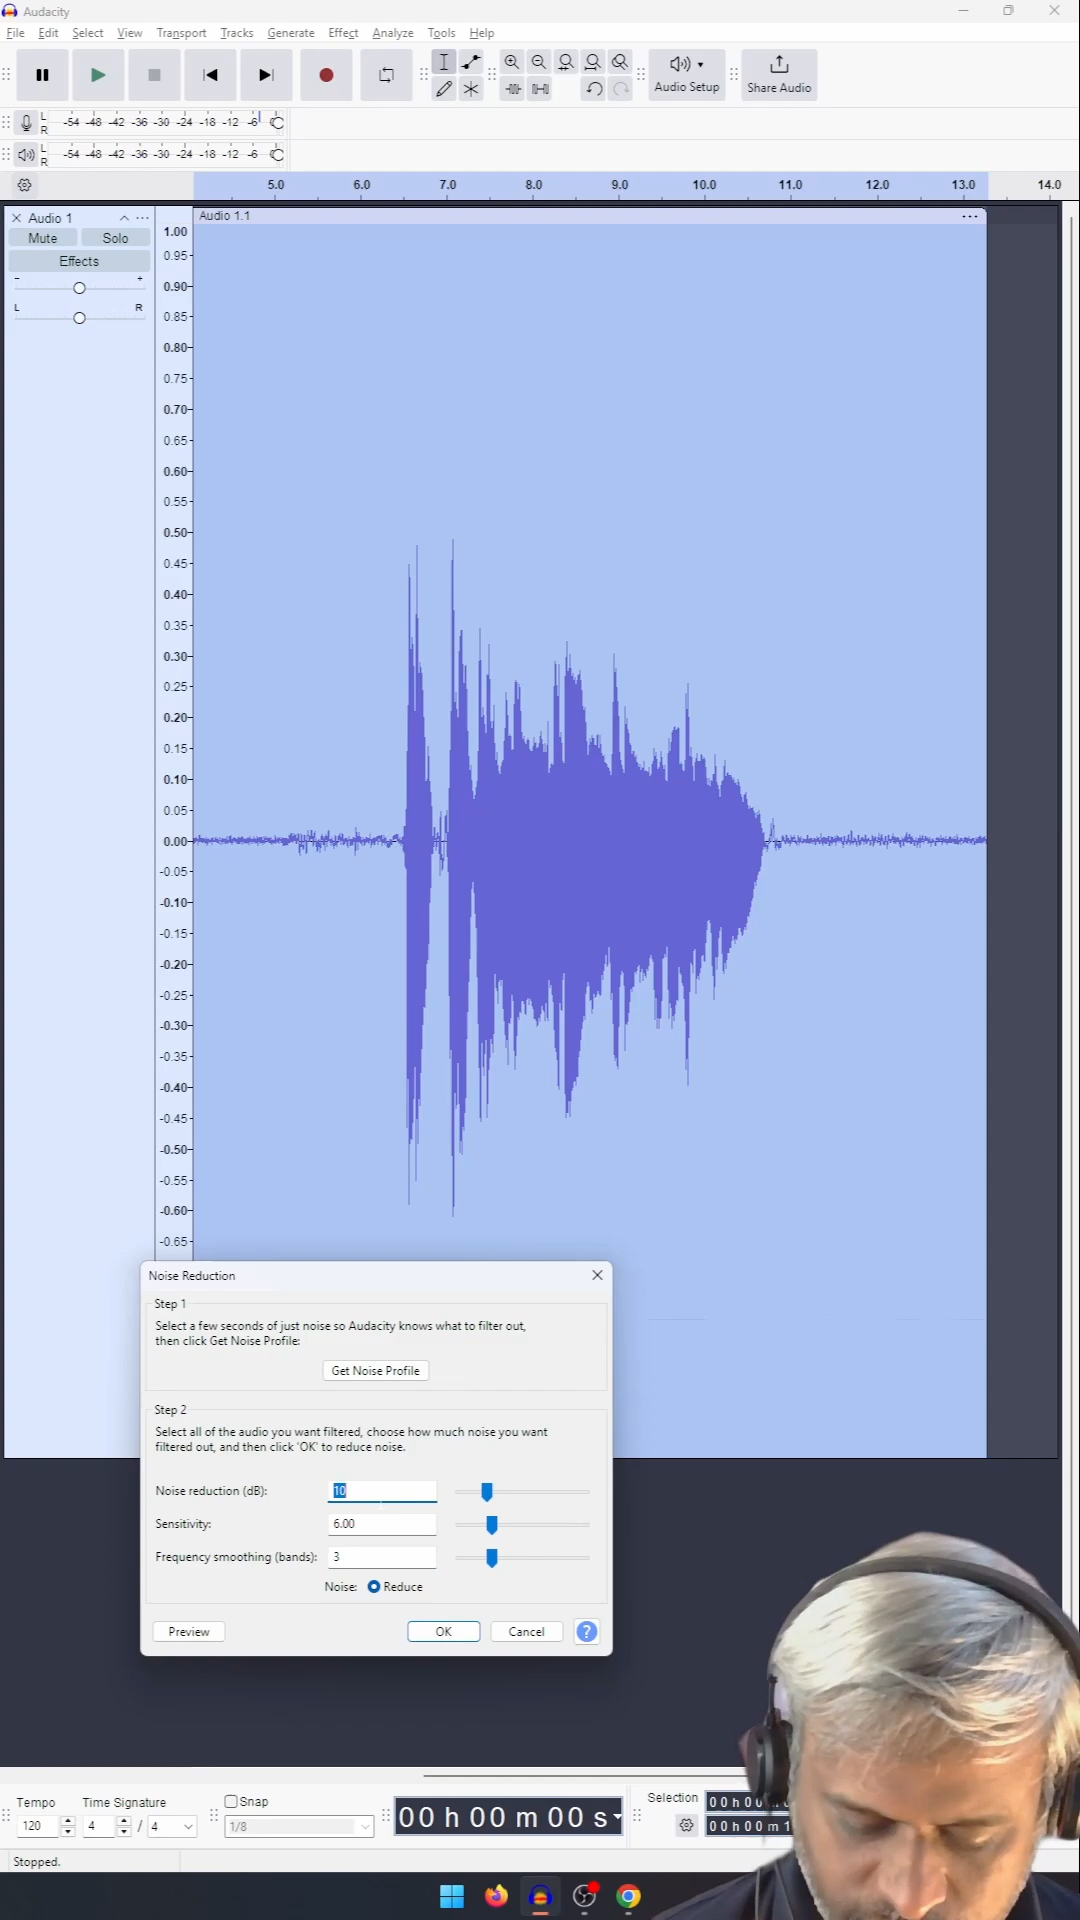 Audacity
File Edit Select View Transport Tracks Generate Effect Analyze Tools Help
Audio Setup
Share Audio
L
R
-54 -48 -42 -36 -30 -24 -18 -12 -6
L
R
-54 -48 -42 -36 -30 -24 -18 -12 -6
5.0 6.0 7.0 8.0 9.0 10.0 11.0 12.0 13.0 14.0
Audio 1
Audio 1.1
Mute Solo
Effects
- +
L R
1.00
0.95
0.90
0.85
0.80
0.75
0.70
0.65
0.60
0.55
0.50
0.45
0.40
0.35
0.30
0.25
0.20
0.15
0.10
0.05
0.00
-0.05
-0.10
-0.15
-0.20
-0.25
-0.30
-0.35
-0.40
-0.45
-0.50
-0.55
-0.60
-0.65
Noise Reduction
Step 1
Select a few seconds of just noise so Audacity knows what to filter out,
then click Get Noise Profile:
Get Noise Profile
Step 2
Select all of the audio you want filtered, choose how much noise you want
filtered out, and then click 'OK' to reduce noise.
Noise reduction (dB): 10
Sensitivity: 6.00
Frequency smoothing (bands): 3
Noise: Reduce
Preview OK Cancel ?
Tempo
120
Time Signature
4 / 4
Snap
1/8
00 h 00 m 00 s
Selection
00 h 0
00 h 00 m 1
Stopped.